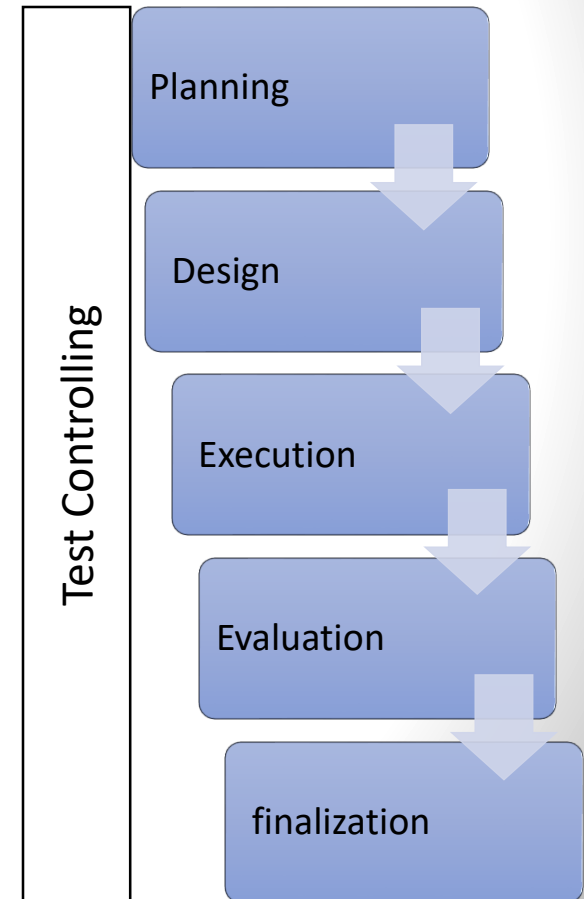 Test Controlling
Planning
Design
Execution
Evaluation
finalization